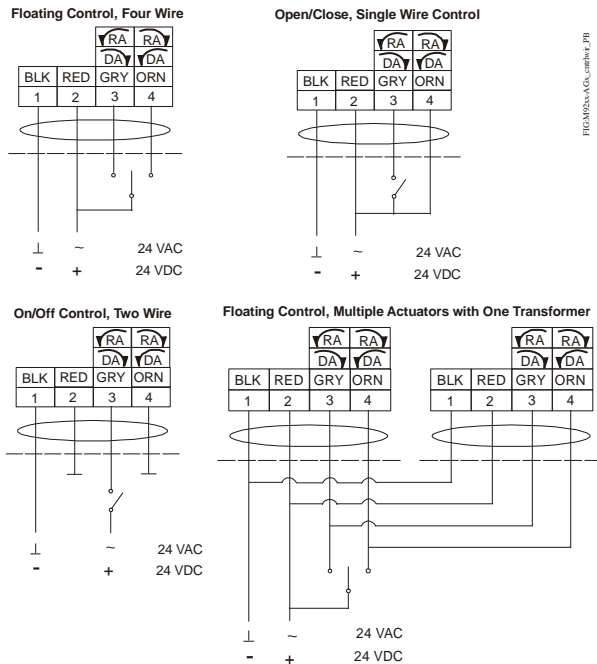 Floating Control, Four Wire
RA RA
DA DA
BLK RED GRY ORN
1 2 3 4
⊥ ~ 24 VAC
- + 24 VDC
Open/Close, Single Wire Control
RA RA
DA DA
BLK RED GRY ORN
1 2 3 4
⊥ ~ 24 VAC
- + 24 VDC
FIG:M92xx-AGx_cntrlwir_PB
On/Off Control, Two Wire
RA RA
DA DA
BLK RED GRY ORN
1 2 3 4
⊥ ~ 24 VAC
- + 24 VDC
Floating Control, Multiple Actuators with One Transformer
RA RA RA RA
DA DA DA DA
BLK RED GRY ORN BLK RED GRY ORN
1 2 3 4 1 2 3 4
⊥ ~ 24 VAC
- + 24 VDC